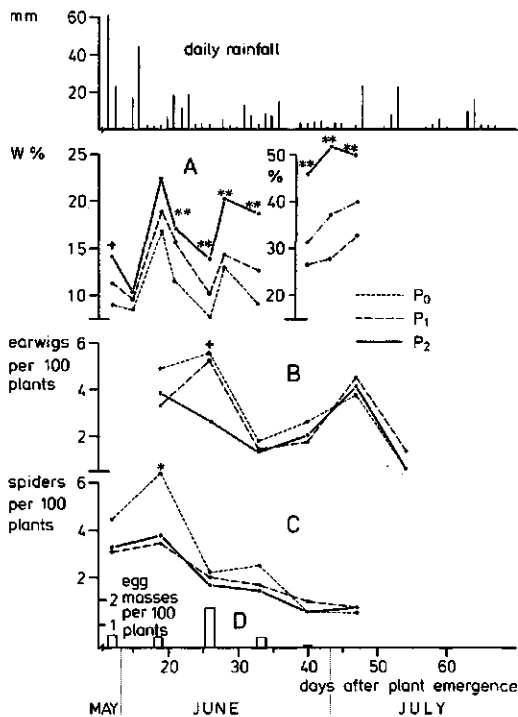 mm
60
daily rainfall
40
20
W %
A
25
20
15
10
+
**
**
**
**
50
%
40
30
20
**
**
**
P0
P1
P2
earwigs
per 100
plants
6
4
2
+
B
spiders
per 100
plants
6
4
2
*
C
egg
masses
per 100
plants
2
1
D
20
30
40
50
60
days after plant emergence
MAY
JUNE
JULY